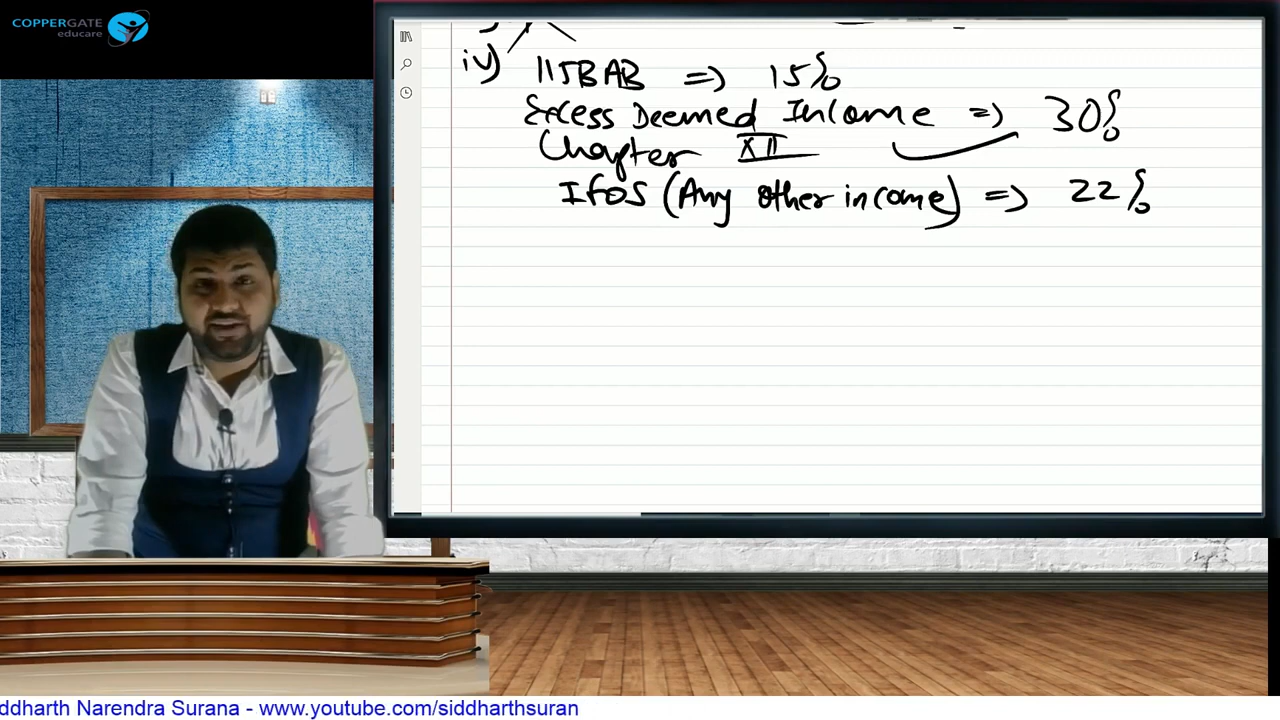 COPPERGATE
educare
iv) 115BAB => 15%
Excess Deemed Income => 30%
Chapter XII
IFOS (Any other income) => 22%
iddharth Narendra Surana - www.youtube.com/siddharthsuran